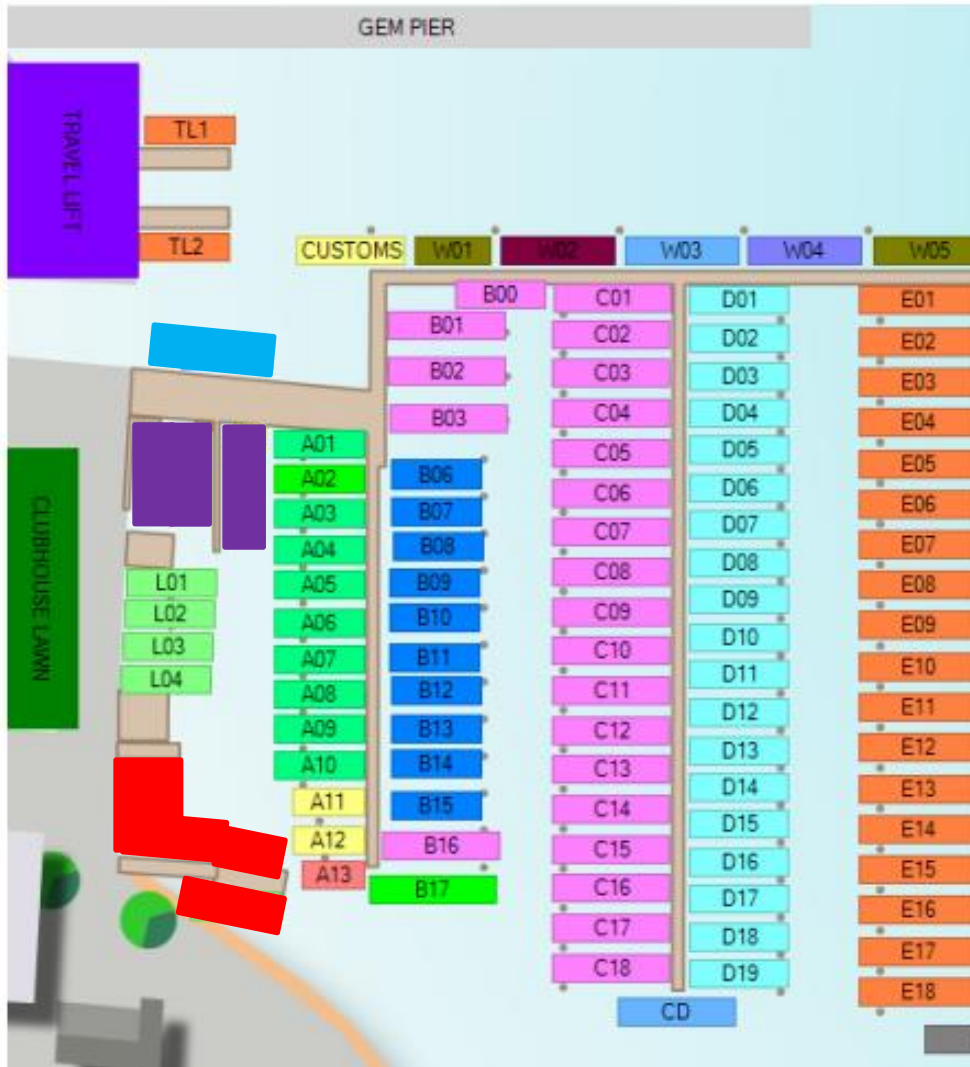 GEM PIER
TRAVEL LIFT
TL1
TL2
CUSTOMS
W01
W02
W03
W04
W05
CLUBHOUSE LAWN
L01
L02
L03
L04
A01
A02
A03
A04
A05
A06
A07
A08
A09
A10
A11
A12
A13
B00
B01
B02
B03
B06
B07
B08
B09
B10
B11
B12
B13
B14
B15
B16
B17
C01
C02
C03
C04
C05
C06
C07
C08
C09
C10
C11
C12
C13
C14
C15
C16
C17
C18
D01
D02
D03
D04
D05
D06
D07
D08
D09
D10
D11
D12
D13
D14
D15
D16
D17
D18
D19
CD
E01
E02
E03
E04
E05
E06
E07
E08
E09
E10
E11
E12
E13
E14
E15
E16
E17
E18